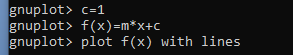 gnuplot> c=1
gnuplot> f(x)=m*x+c
gnuplot> plot f(x) with lines